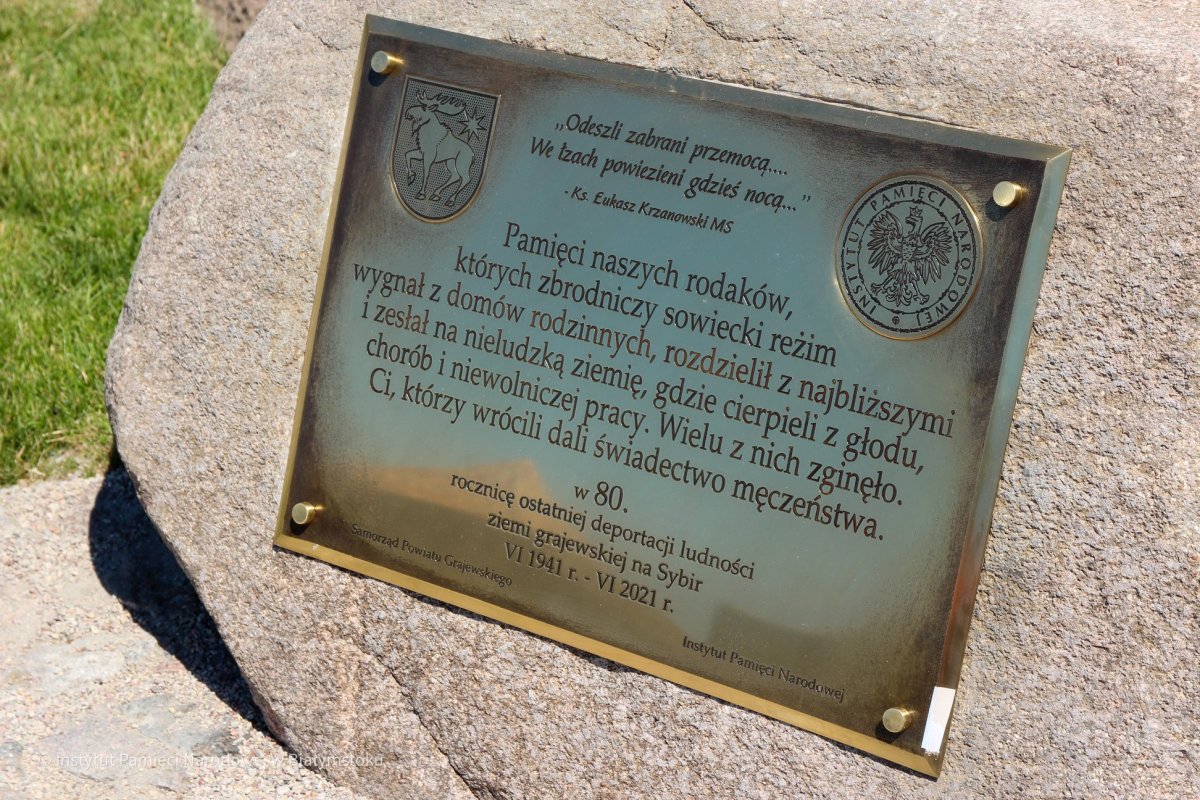 „Odeszli zabrani przemocą....
We łzach powiezieni gdzieś nocą... ”
- Ks. Łukasz Krzanowski MS
INSTYTUT PAMIĘCI NARODOWEJ
Pamięci naszych rodaków,
których zbrodniczy sowiecki reżim
wygnał z domów rodzinnych, rozdzielił z najbliższymi
i zesłał na nieludzką ziemię, gdzie cierpieli z głodu,
chorób i niewolniczej pracy. Wielu z nich zginęło.
Ci, którzy wrócili dali świadectwo męczeństwa.
w 80.
rocznicę ostatniej deportacji ludności
ziemi grajewskiej na Sybir
VI 1941 r. - VI 2021 r.
Samorząd Powiatu Grajewskiego
Instytut Pamięci Narodowej
© Instytut Pamięci Narodowej w Białymstoku